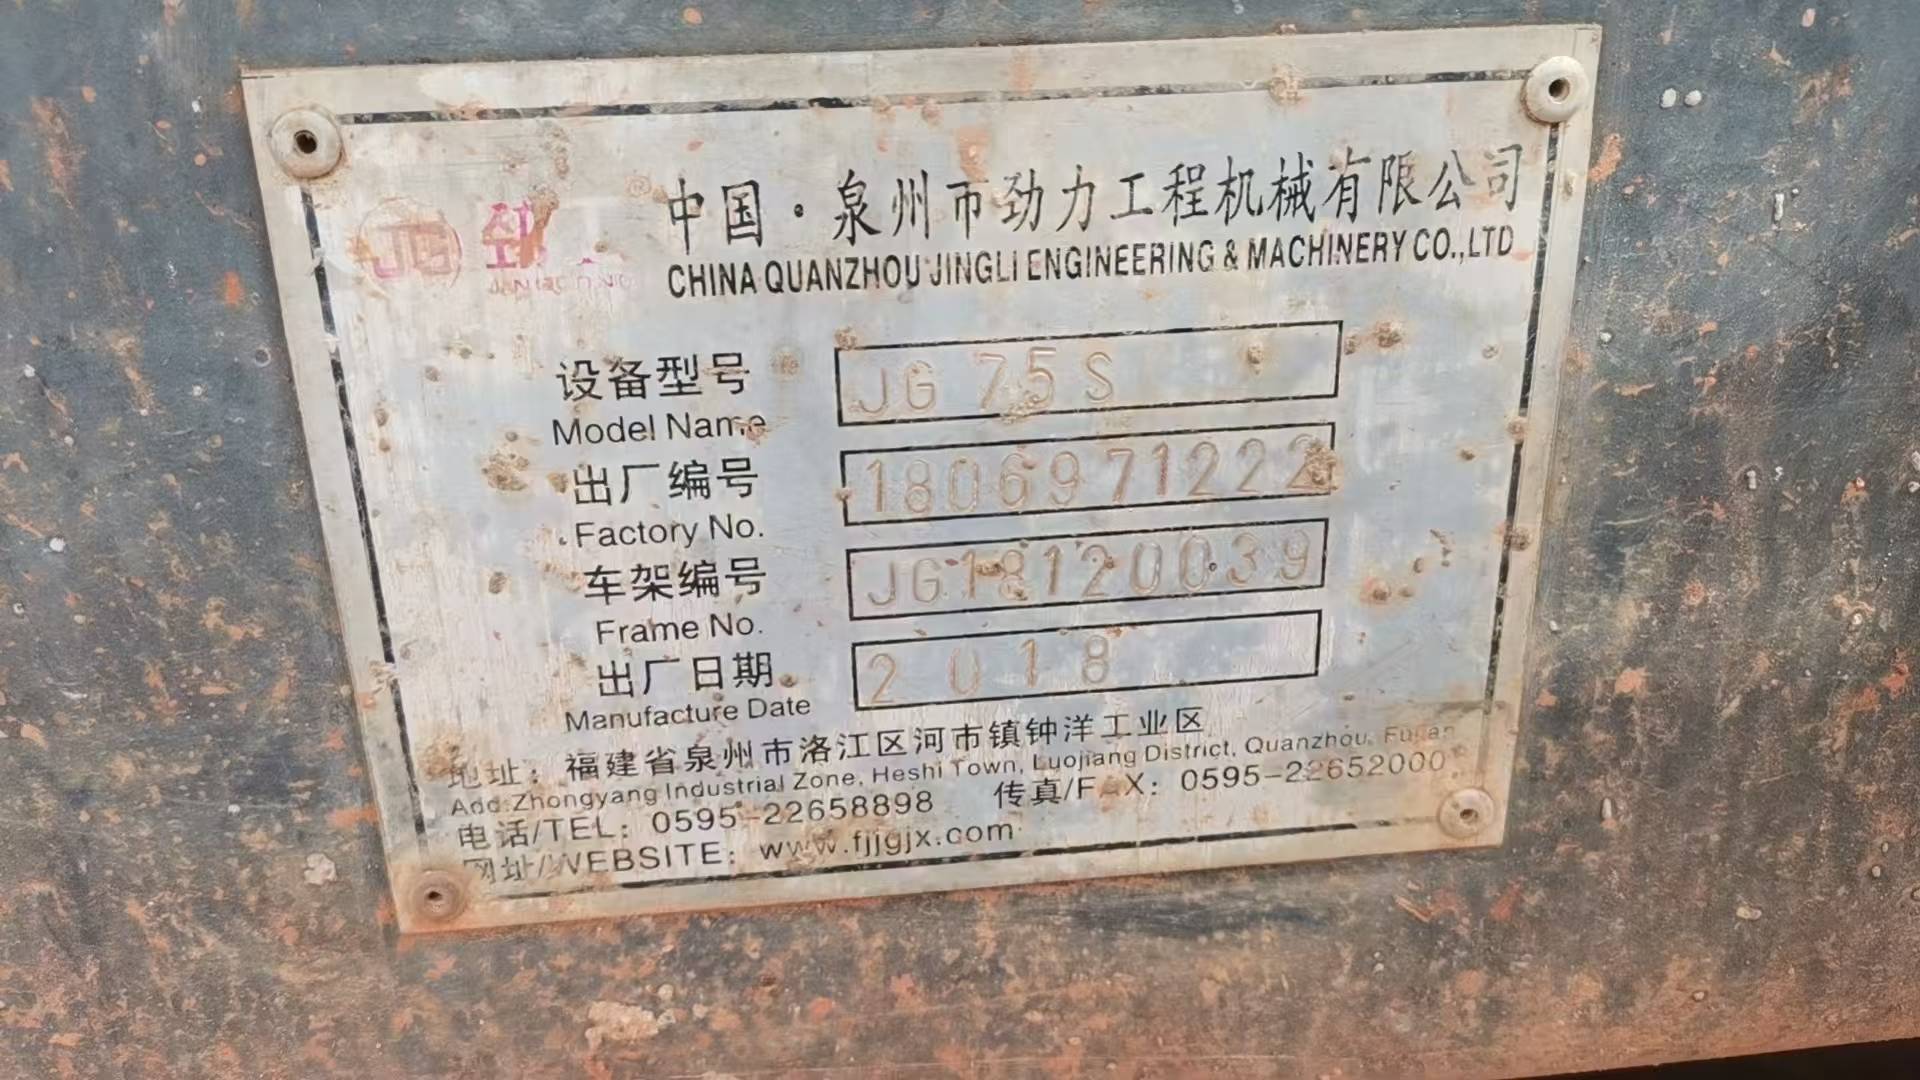 JG 劲
中国·泉州市劲力工程机械有限公司
CHINA QUANZHOU JINGLI ENGINEERING & MACHINERY CO.,LTD
设备型号 JG 75S
Model Name
出厂编号 1806971222
Factory No.
车架编号 JG18120039
Frame No.
出厂日期 2018
Manufacture Date
地址：福建省泉州市洛江区河市镇钟洋工业区
Add:Zhongyang Industrial Zone, Heshi Town, Luojiang District, Quanzhou, Fujian
电话/TEL：0595-22658898 传真/FAX：0595-22652000
网址/WEBSITE：www.fjjgjx.com